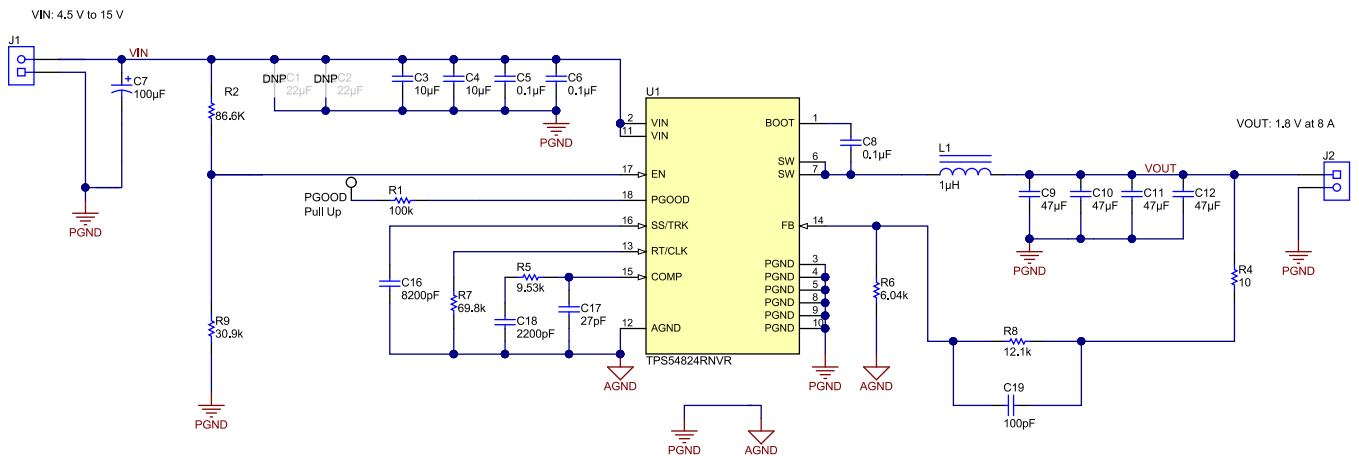 VIN: 4.5 V to 15 V
J1
VIN
C7
100µF
PGND
R2
86.6K
R9
30.9k
PGND
DNP C1
22µF
DNP C2
22µF
C3
10µF
C4
10µF
C5
0.1µF
C6
0.1µF
PGND
PGOOD
Pull Up
R1
100k
C16
8200pF
R7
69.8k
R5
9.53k
C18
2200pF
C17
27pF
AGND
U1
2 VIN
11 VIN
17 EN
18 PGOOD
16 SS/TRK
13 RT/CLK
15 COMP
12 AGND
BOOT 1
SW 6
SW 7
FB 14
PGND 3
PGND 4
PGND 5
PGND 8
PGND 9
PGND 10
TPS54824RNVR
PGND
C8
0.1µF
L1
1µH
R6
6.04k
AGND
VOUT
C9
47µF
C10
47µF
C11
47µF
C12
47µF
PGND
VOUT: 1.8 V at 8 A
J2
PGND
R4
10
R8
12.1k
C19
100pF
PGND
AGND